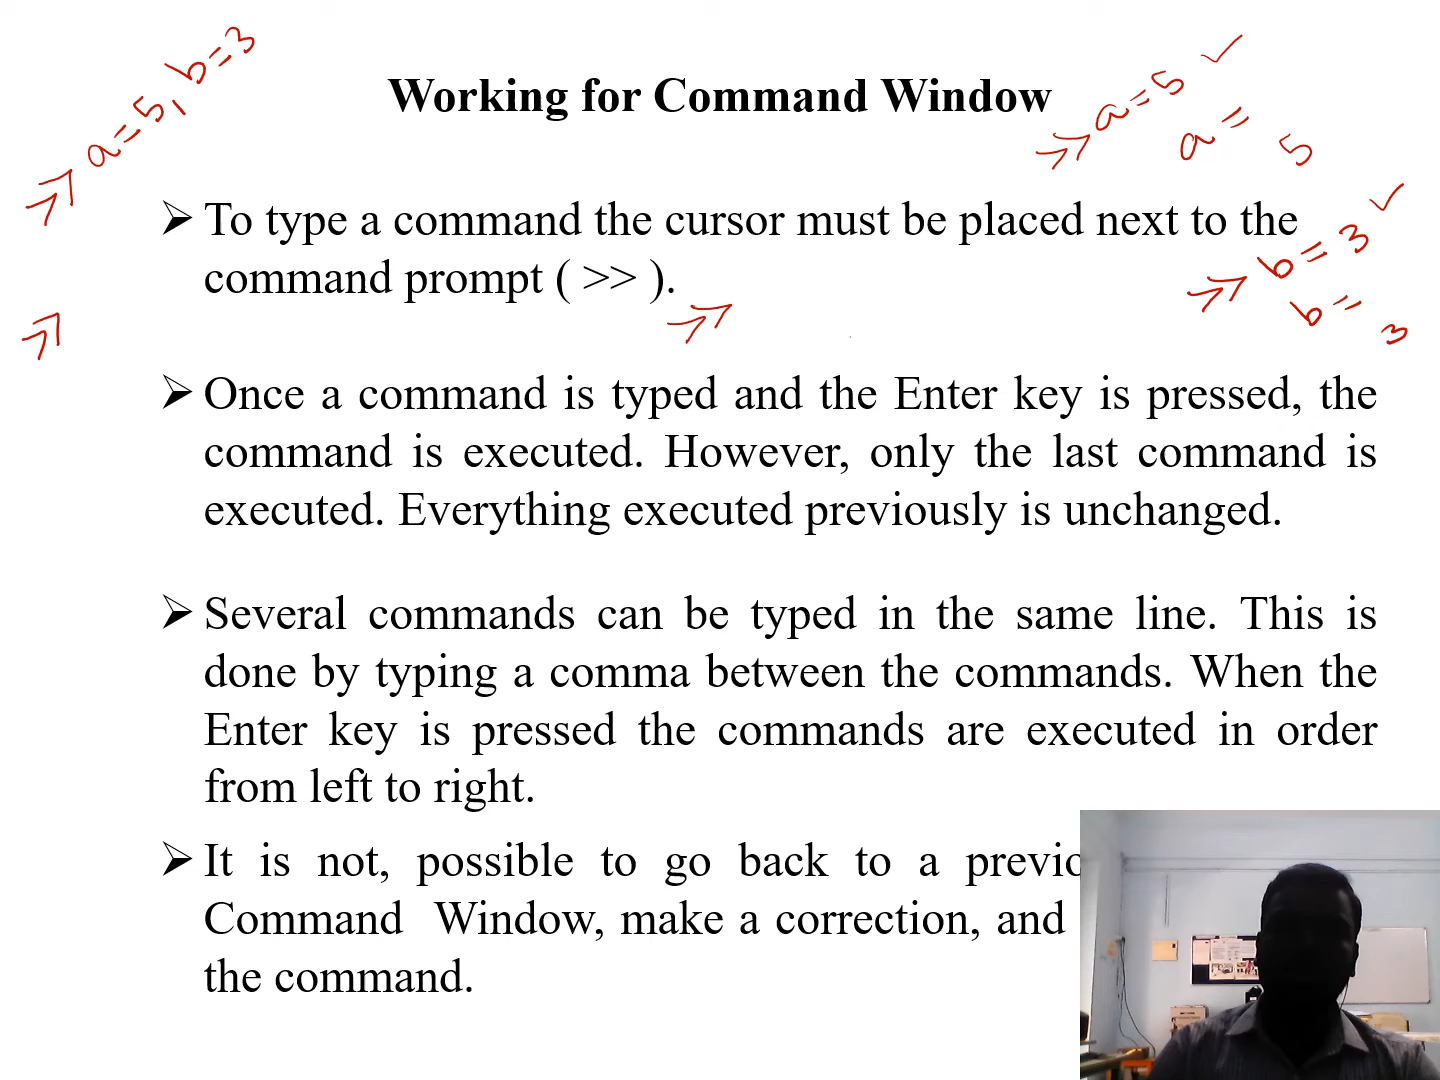 >> a=5, b=3
Working for Command Window
>> a=5 ✓
a =
5
➢ To type a command the cursor must be placed next to the
command prompt ( >> ).
>> b=3 ✓
b =
3
>>
>>
➢ Once a command is typed and the Enter key is pressed, the
command is executed. However, only the last command is
executed. Everything executed previously is unchanged.
➢ Several commands can be typed in the same line. This is
done by typing a comma between the commands. When the
Enter key is pressed the commands are executed in order
from left to right.
➢ It is not, possible to go back to a previo
Command Window, make a correction, and
the command.